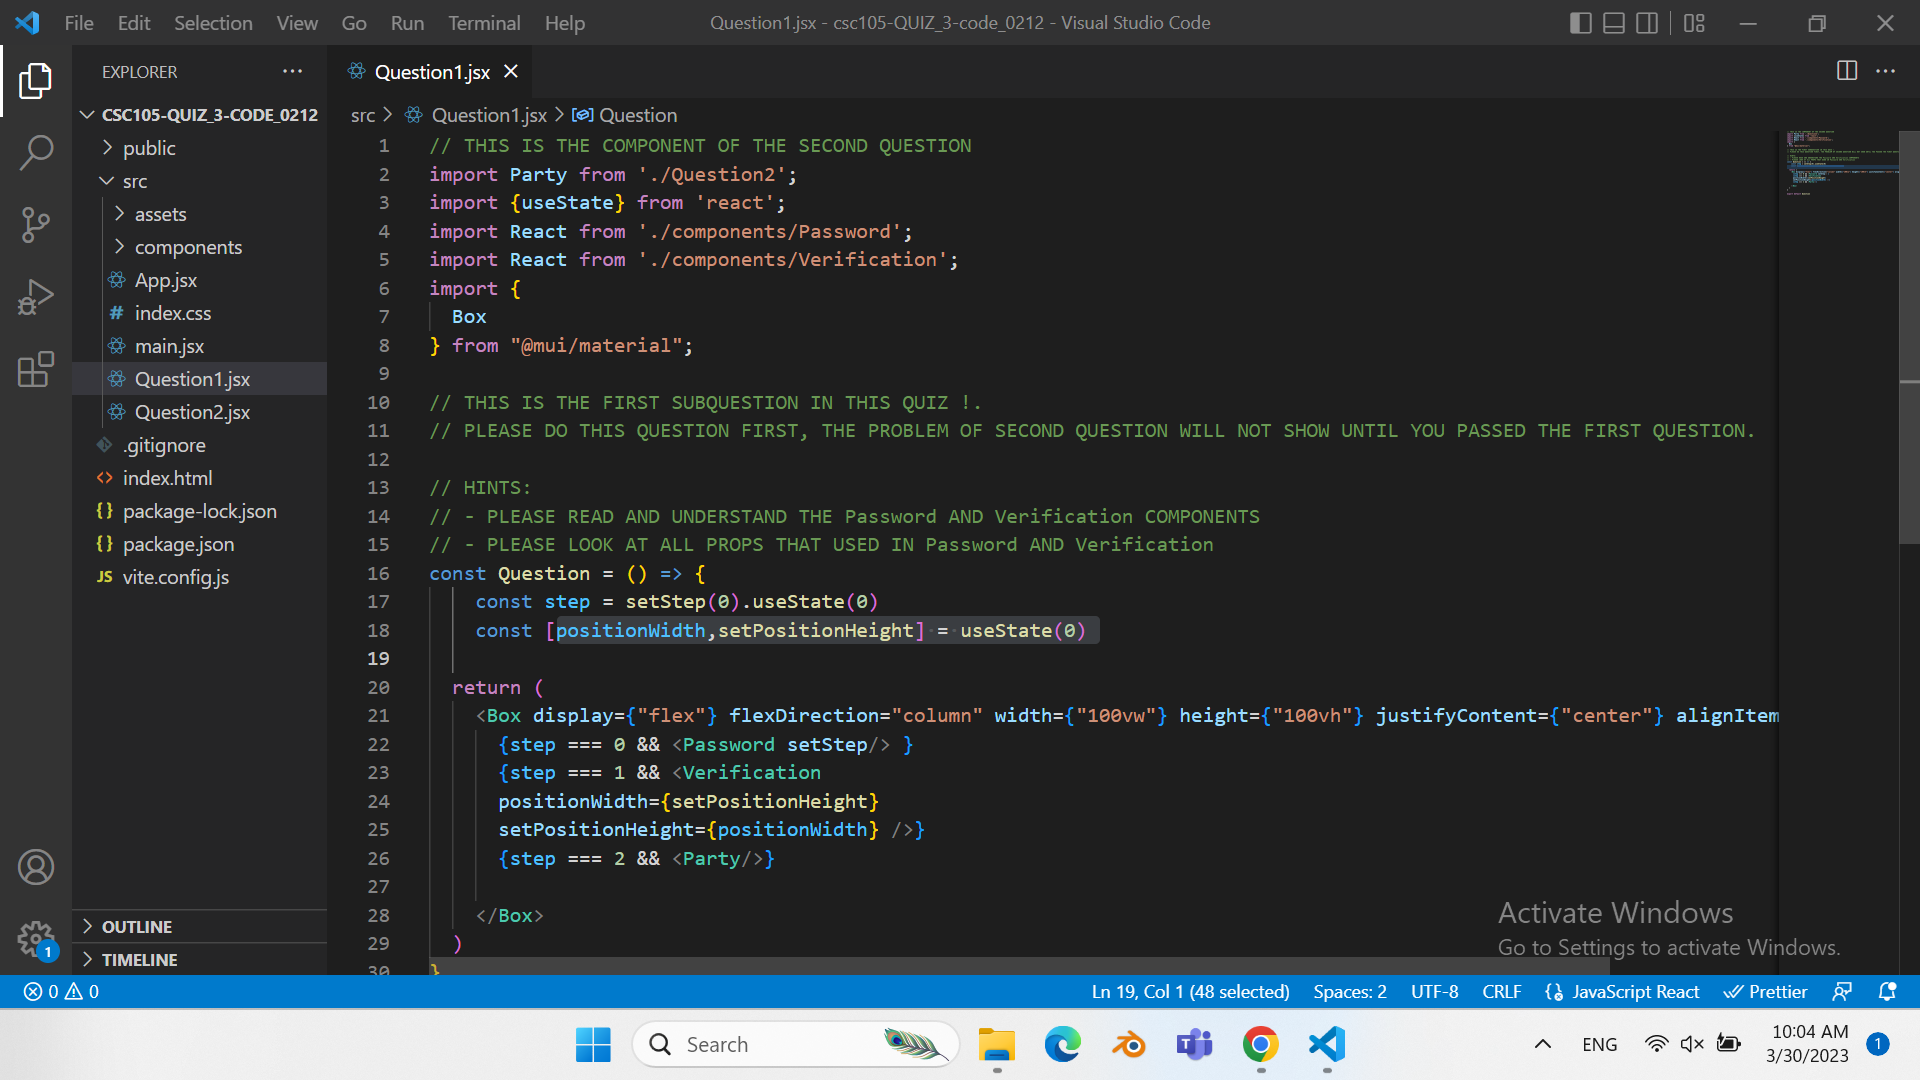 File Edit Selection View Go Run Terminal Help
Question1.jsx - csc105-QUIZ_3-code_0212 - Visual Studio Code
EXPLORER
CSC105-QUIZ_3-CODE_0212
public
src
assets
components
App.jsx
# index.css
main.jsx
Question1.jsx
Question2.jsx
.gitignore
<> index.html
{} package-lock.json
{} package.json
JS vite.config.js
OUTLINE
TIMELINE
1
Question1.jsx
src > Question1.jsx > Question
1 // THIS IS THE COMPONENT OF THE SECOND QUESTION
2 import Party from './Question2';
3 import {useState} from 'react';
4 import React from './components/Password';
5 import React from './components/Verification';
6 import {
7 Box
8 } from "@mui/material";
9
10 // THIS IS THE FIRST SUBQUESTION IN THIS QUIZ !.
11 // PLEASE DO THIS QUESTION FIRST, THE PROBLEM OF SECOND QUESTION WILL NOT SHOW UNTIL YOU PASSED THE FIRST QUESTION.
12
13 // HINTS:
14 // - PLEASE READ AND UNDERSTAND THE Password AND Verification COMPONENTS
15 // - PLEASE LOOK AT ALL PROPS THAT USED IN Password AND Verification
16 const Question = () => {
17 const step = setStep(0).useState(0)
18 const [positionWidth,setPositionHeight] = useState(0)
19
20 return (
21 <Box display={"flex"} flexDirection="column" width={"100vw"} height={"100vh"} justifyContent={"center"} alignItem
22 {step === 0 && <Password setStep/> }
23 {step === 1 && <Verification
24 positionWidth={setPositionHeight}
25 setPositionHeight={positionWidth} />}
26 {step === 2 && <Party/>}
27
28 </Box>
29 )
30 }
Activate Windows
Go to Settings to activate Windows.
0 0
Ln 19, Col 1 (48 selected) Spaces: 2 UTF-8 CRLF {} JavaScript React Prettier
Search
ENG
10:04 AM
3/30/2023
1